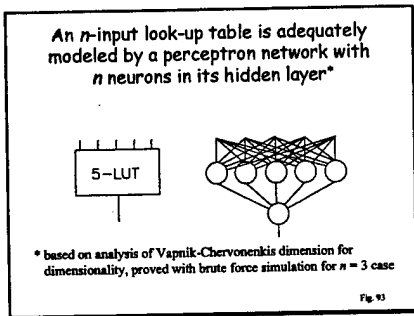 An n-input look-up table is adequately
modeled by a perceptron network with
n neurons in its hidden layer*
5-LUT
* based on analysis of Vapnik-Chervonenkis dimension for
dimensionality, proved with brute force simulation for n = 3 case
Fig. 93